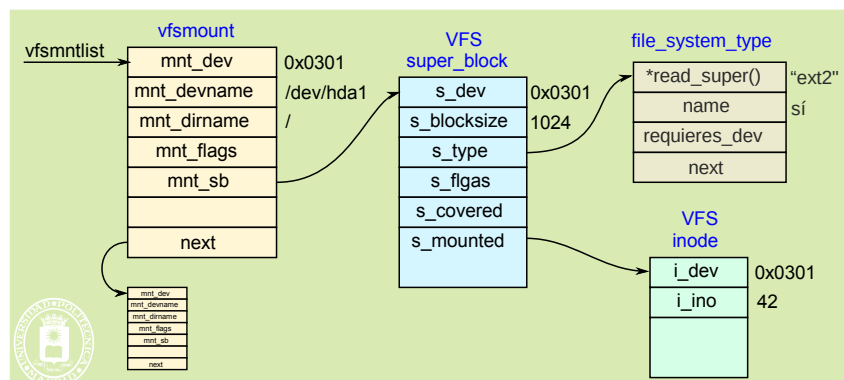 vfsmntlist
vfsmount
mnt_dev
0x0301
mnt_devname
/dev/hda1
mnt_dirname
/
mnt_flags
mnt_sb
next
mnt_dev
mnt_devname
mnt_dirname
mnt_flags
mnt_sb
next
VFS
super_block
s_dev
0x0301
s_blocksize
1024
s_type
s_flgas
s_covered
s_mounted
file_system_type
*read_super()
“ext2"
name
sí
requieres_dev
next
VFS
inode
i_dev
0x0301
i_ino
42